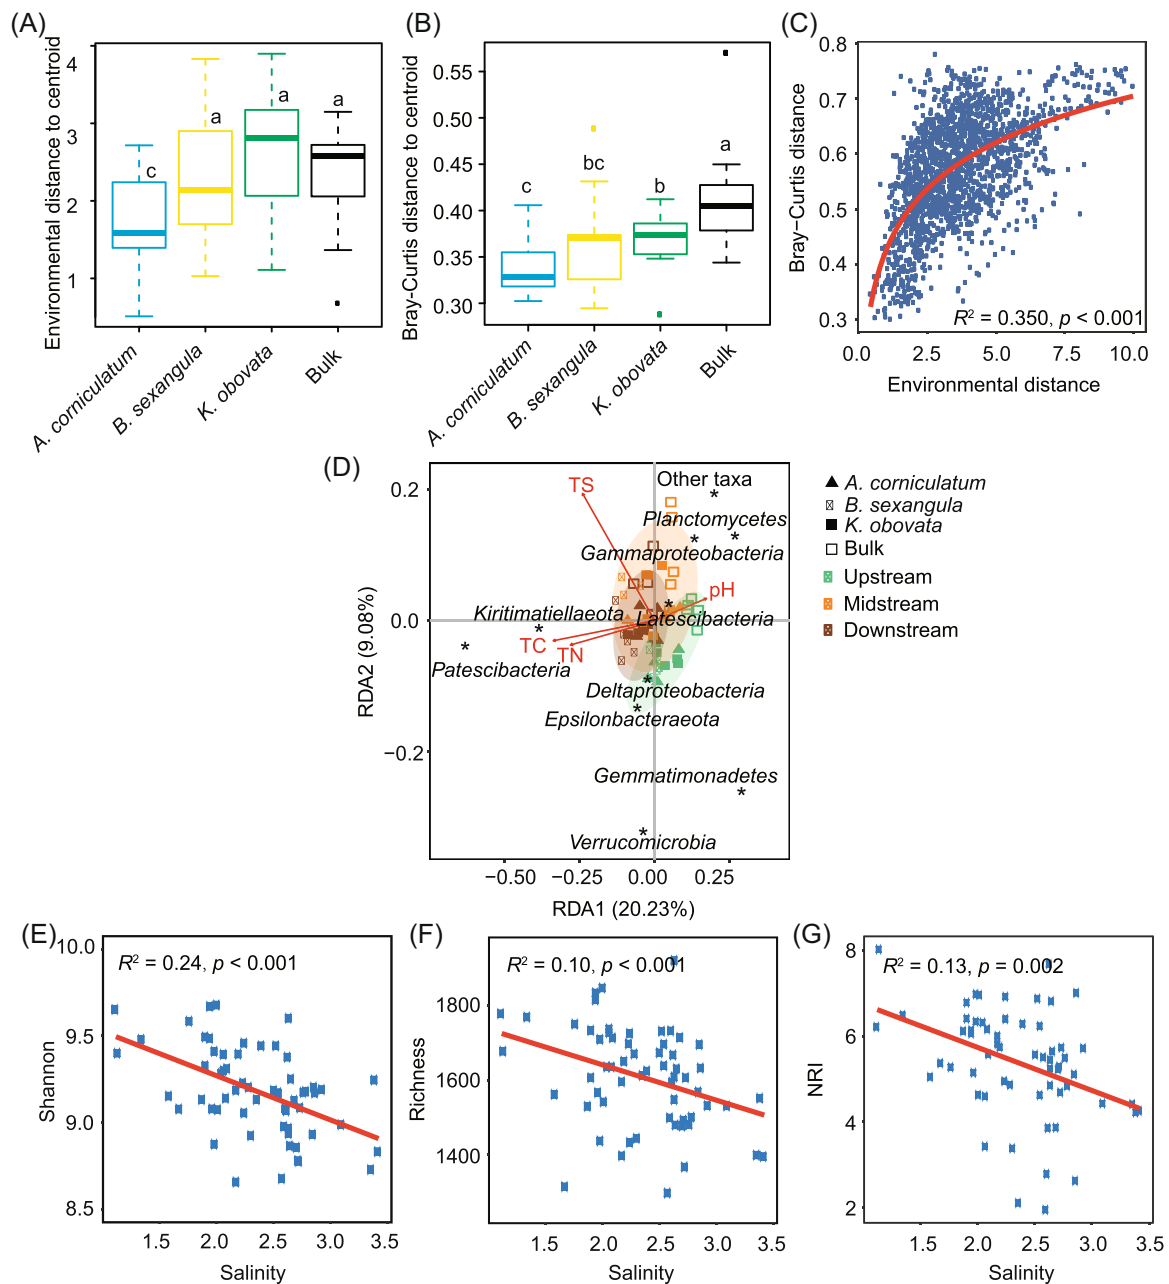 (A)
Environmental distance to centroid
4
3
2
1
c
a
a
a
A. corniculatum
B. sexangula
K. obovata
Bulk
(B)
Bray-Curtis distance to centroid
0.55
0.50
0.45
0.40
0.35
0.30
c
bc
b
a
A. corniculatum
B. sexangula
K. obovata
Bulk
(C)
Bray−Curtis distance
0.8
0.7
0.6
0.5
0.4
0.3
R² = 0.350, p < 0.001
0.0 2.5 5.0 7.5 10.0
Environmental distance
(D)
RDA2 (9.08%)
0.2
0.0
−0.2
TS
Other taxa
Planctomycetes
Gammaproteobacteria
pH
Kiritimatiellaeota
Latescibacteria
TC
TN
Patescibacteria
Deltaproteobacteria
Epsilonbacteraeota
Gemmatimonadetes
Verrucomicrobia
−0.50 −0.25 0.00 0.25
RDA1 (20.23%)
A. corniculatum
B. sexangula
K. obovata
Bulk
Upstream
Midstream
Downstream
(E)
Shannon
10.0
9.5
9.0
8.5
R² = 0.24, p < 0.001
1.5 2.0 2.5 3.0 3.5
Salinity
(F)
Richness
1800
1600
1400
R² = 0.10, p < 0.001
1.5 2.0 2.5 3.0 3.5
Salinity
(G)
NRI
8
6
4
2
R² = 0.13, p = 0.002
1.5 2.0 2.5 3.0 3.5
Salinity